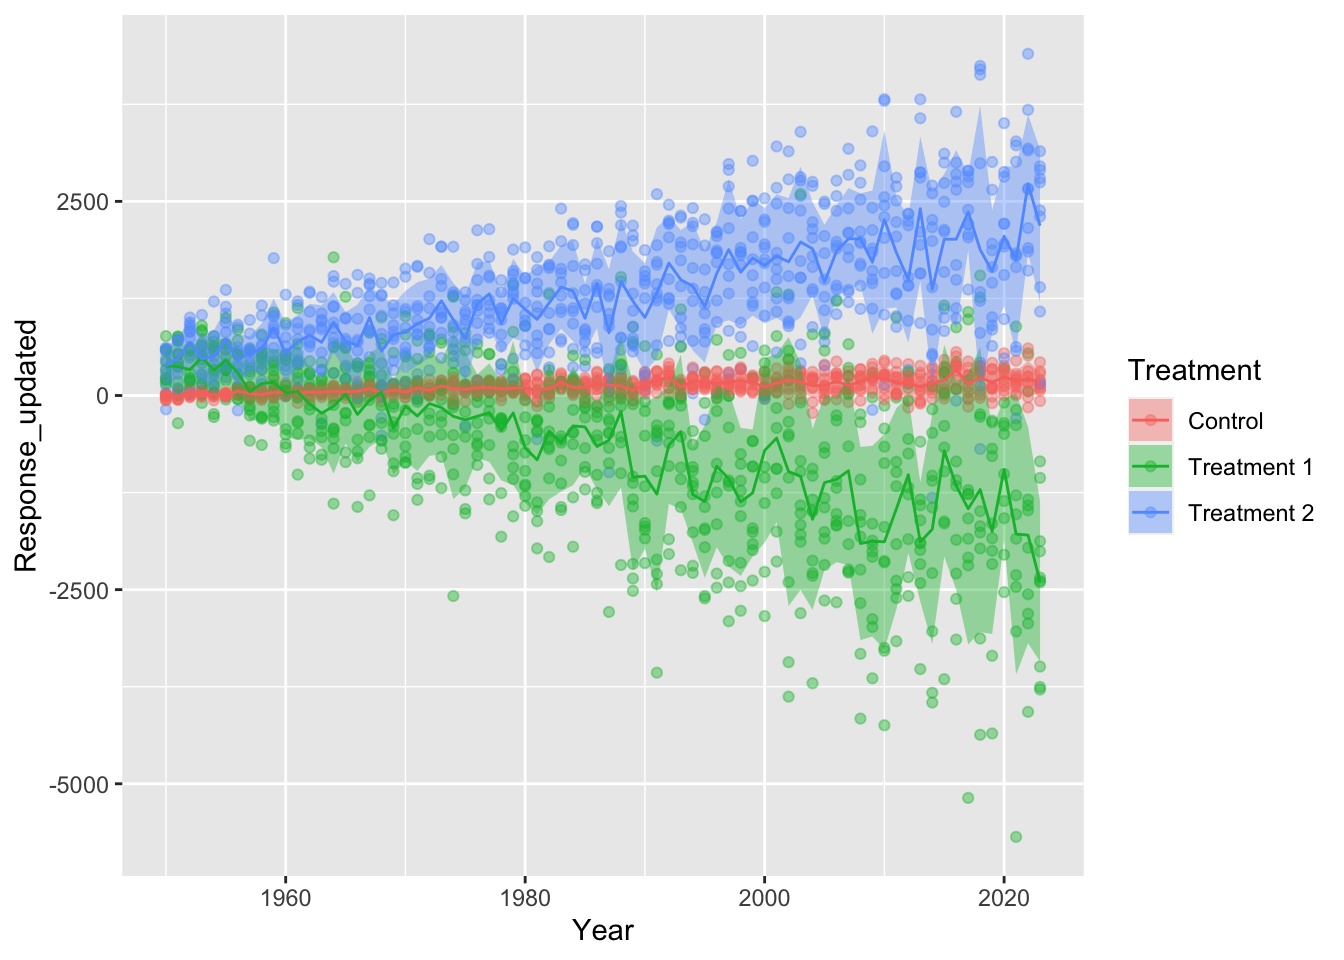 2500
0
-2500
-5000
Response_updated
1960 1980 2000 2020
Year
Treatment
Control
Treatment 1
Treatment 2